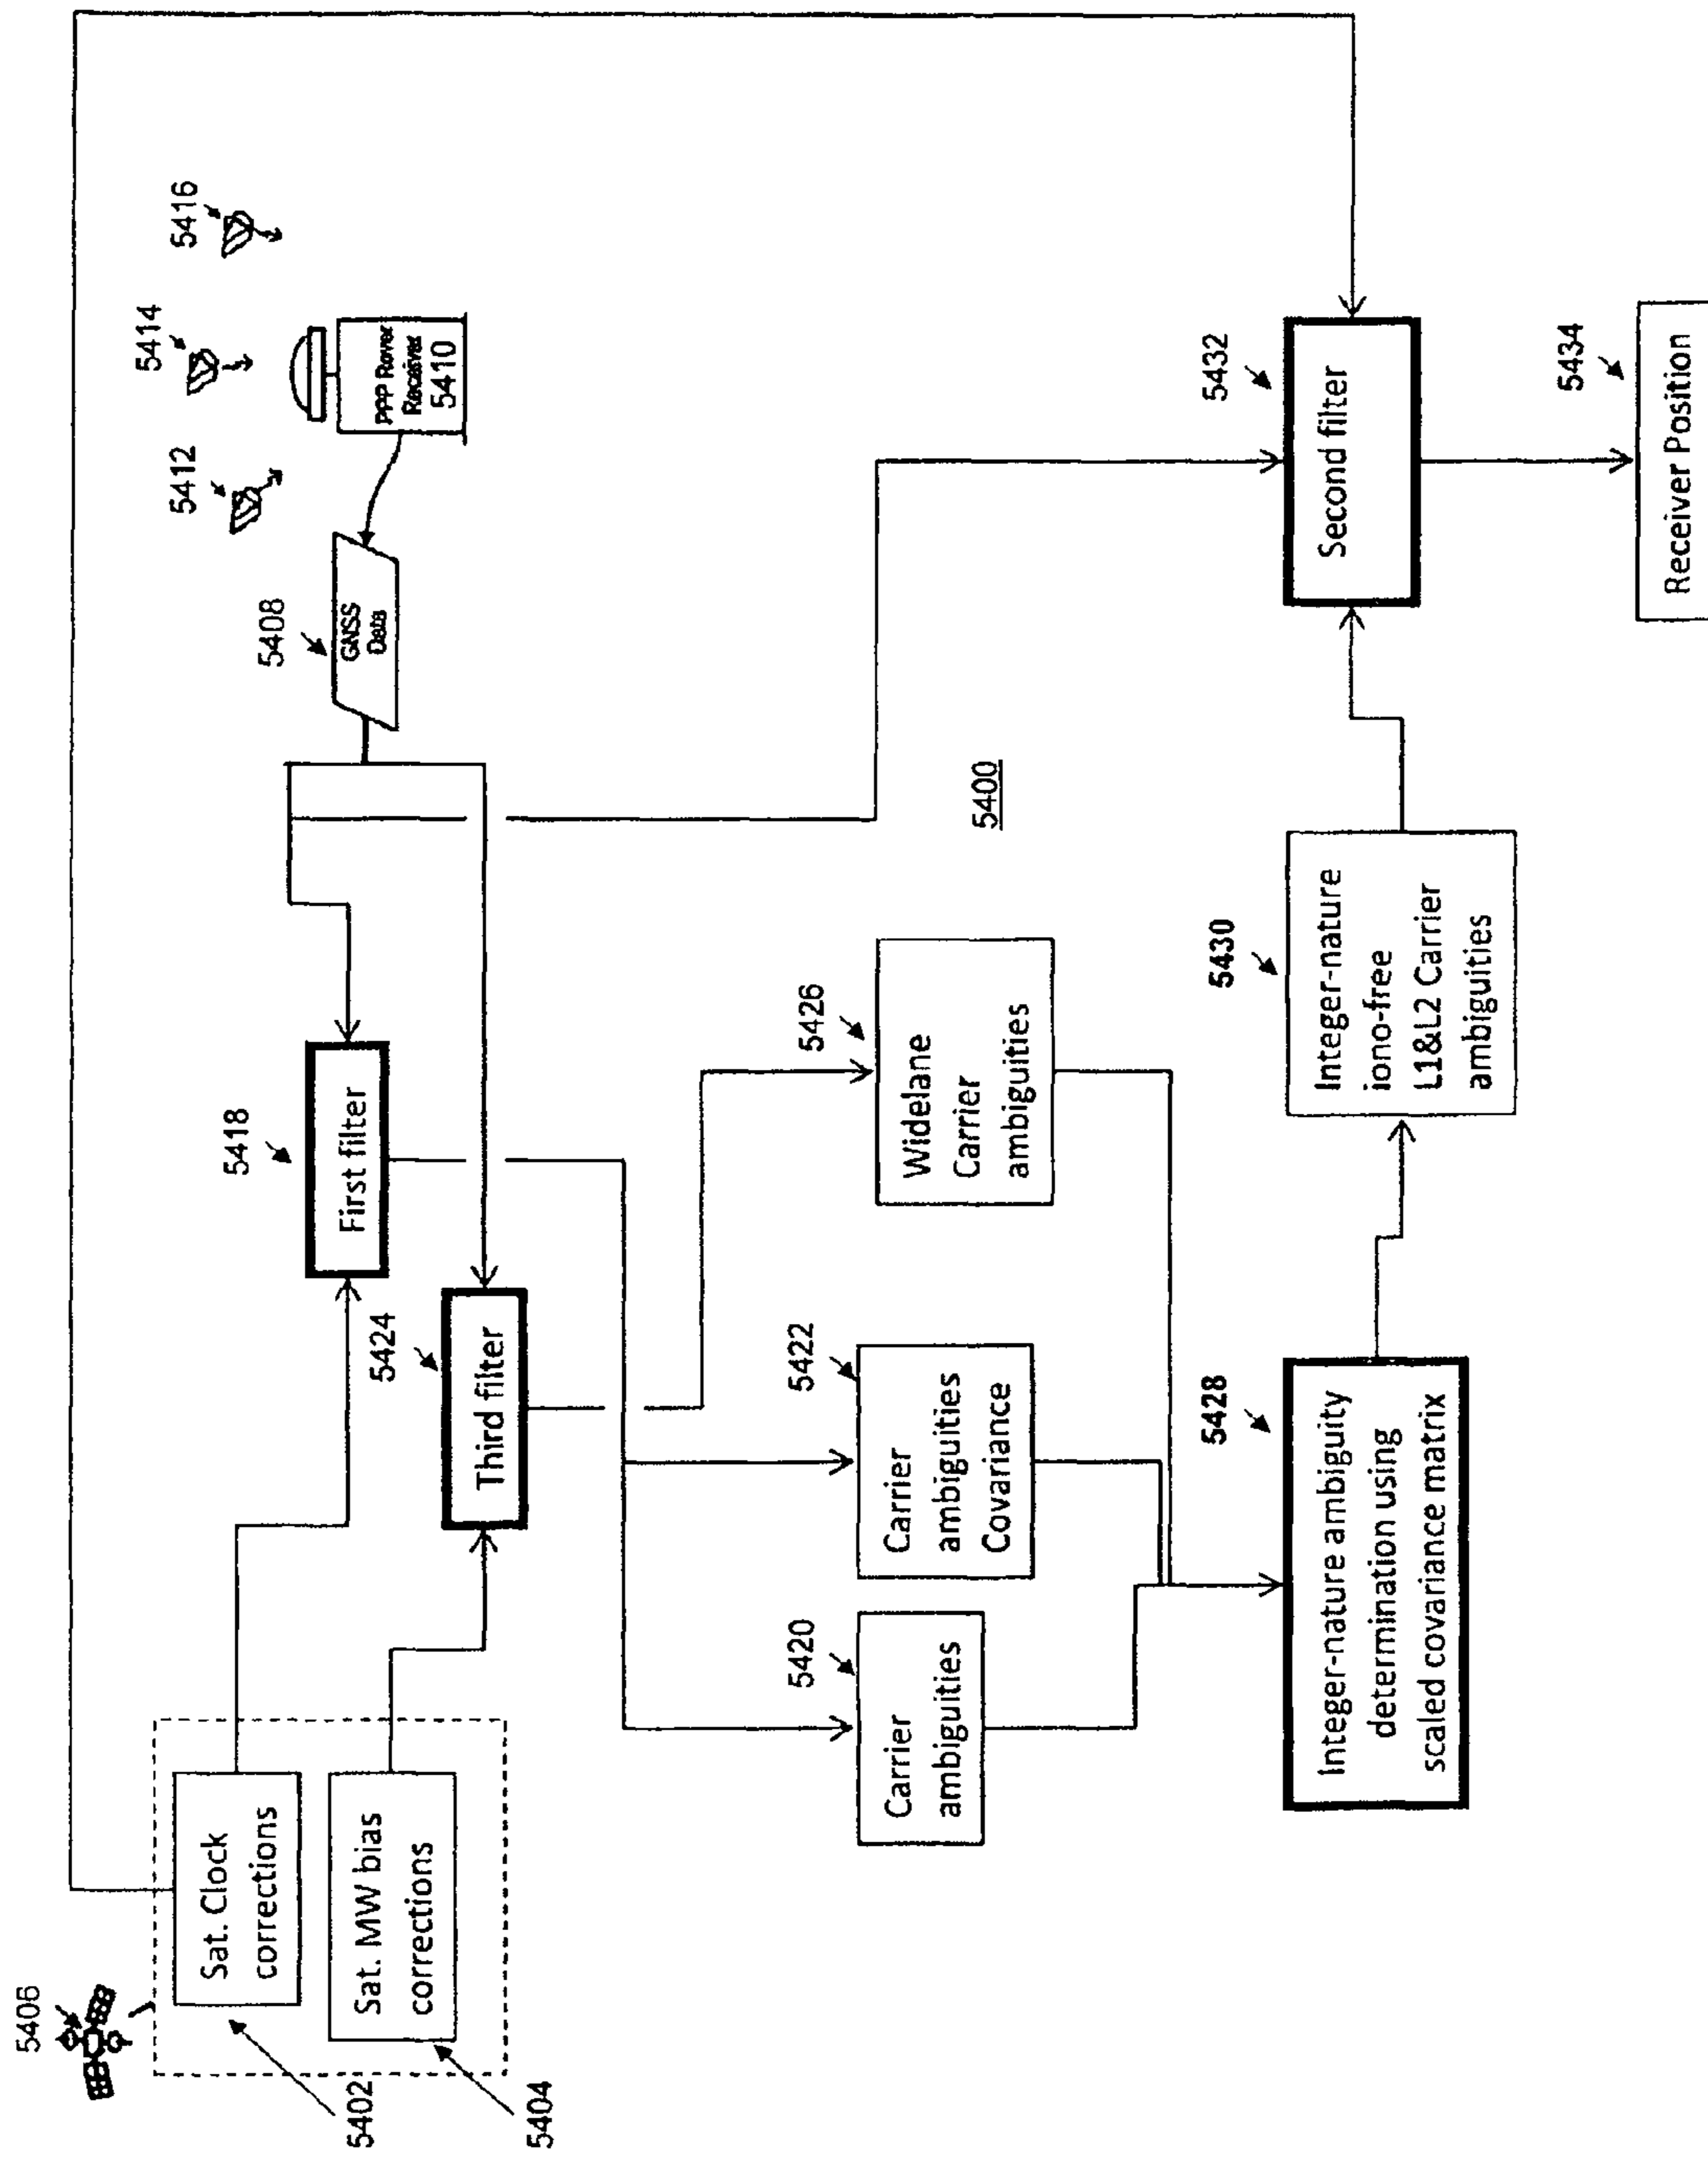 5406
Sat. Clock
corrections
Sat. MW bias
corrections
5402
5404
5418
First filter
5424
Third filter
5408
GNSS
Data
5412
5414
5416
PPP Rover
Receiver
5410
5420
Carrier
ambiguities
5422
Carrier
ambiguities
Covariance
5426
Widelane
Carrier
ambiguities
5400
5428
Integer-nature ambiguity
determination using
scaled covariance matrix
5430
Integer-nature
iono-free
L1&L2 Carrier
ambiguities
5432
Second filter
5434
Receiver Position